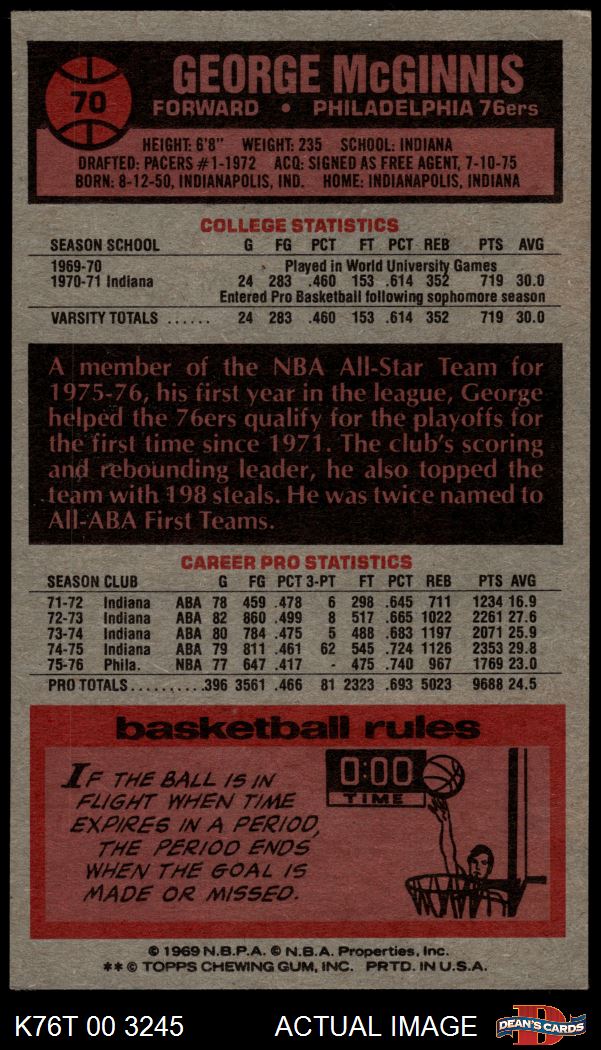 70
GEORGE McGINNIS
FORWARD • PHILADELPHIA 76ers
HEIGHT: 6'8" WEIGHT: 235 SCHOOL: INDIANA
DRAFTED: PACERS #1-1972 ACQ: SIGNED AS FREE AGENT, 7-10-75
BORN: 8-12-50, INDIANAPOLIS, IND. HOME: INDIANAPOLIS, INDIANA
COLLEGE STATISTICS
SEASON SCHOOL G FG PCT FT PCT REB PTS AVG
1969-70 Played in World University Games
1970-71 Indiana 24 283 .460 153 .614 352 719 30.0
Entered Pro Basketball following sophomore season
VARSITY TOTALS ...... 24 283 .460 153 .614 352 719 30.0
A member of the NBA All-Star Team for
1975-76, his first year in the league, George
helped the 76ers qualify for the playoffs for
the first time since 1971. The club's scoring
and rebounding leader, he also topped the
team with 198 steals. He was twice named to
All-ABA First Teams.
CAREER PRO STATISTICS
SEASON CLUB G FG PCT 3-PT FT PCT REB PTS AVG
71-72 Indiana ABA 78 459 .478 6 298 .645 711 1234 16.9
72-73 Indiana ABA 82 860 .499 8 517 .665 1022 2261 27.6
73-74 Indiana ABA 80 784 .475 5 488 .683 1197 2071 25.9
74-75 Indiana ABA 79 811 .461 62 545 .724 1126 2353 29.8
75-76 Phila. NBA 77 647 .417 - 475 .740 967 1769 23.0
PRO TOTALS.......... 396 3561 .466 81 2323 .693 5023 9688 24.5
basketball rules
IF THE BALL IS IN
FLIGHT WHEN TIME
EXPIRES IN A PERIOD,
THE PERIOD ENDS
WHEN THE GOAL IS
MADE OR MISSED.
0:00
TIME
© 1969 N.B.P.A. © N.B.A. Properties, Inc.
** © TOPPS CHEWING GUM, INC. PRTD. IN U.S.A.
K76T 00 3245 ACTUAL IMAGE
D
DEAN'S CARDS